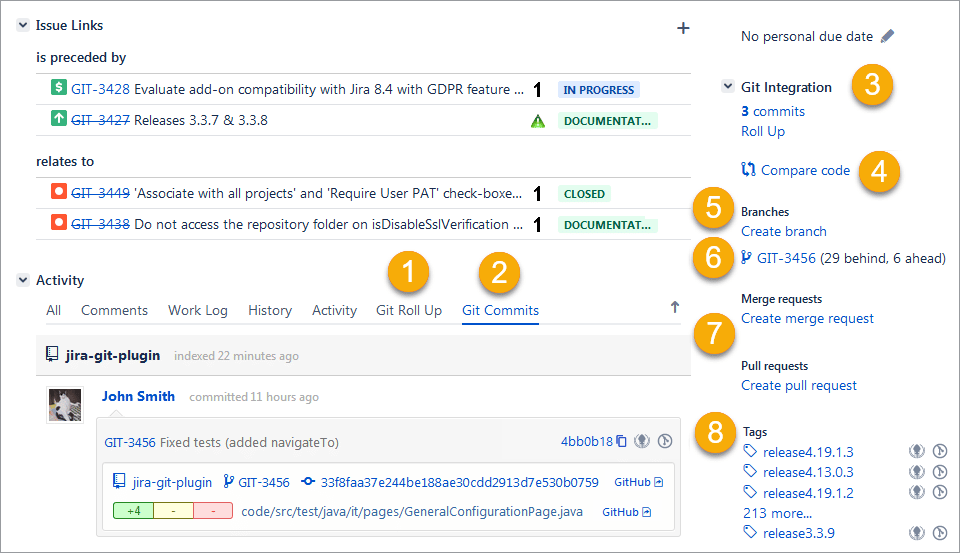 Issue Links
is preceded by
GIT-3428 Evaluate add-on compatibility with Jira 8.4 with GDPR feature ... 1 IN PROGRESS
GIT-3427 Releases 3.3.7 & 3.3.8 DOCUMENTAT...
relates to
GIT-3449 'Associate with all projects' and 'Require User PAT' check-boxe... 1 CLOSED
GIT-3438 Do not access the repository folder on isDisableSslVerification ... 1 DOCUMENTAT...
1
2
Activity
All Comments Work Log History Activity Git Roll Up Git Commits
jira-git-plugin indexed 22 minutes ago
John Smith committed 11 hours ago
GIT-3456 Fixed tests (added navigateTo) 4bb0b18
jira-git-plugin GIT-3456 33f8faa37e244be188ae30cdd2913d7e530b0759 GitHub
+4 - - code/src/test/java/it/pages/GeneralConfigurationPage.java GitHub
No personal due date
Git Integration 3
3 commits
Roll Up
Compare code 4
5 Branches
Create branch
6 GIT-3456 (29 behind, 6 ahead)
Merge requests
Create merge request
7
Pull requests
Create pull request
8 Tags
release4.19.1.3
release4.13.0.3
release4.19.1.2
213 more...
release3.3.9